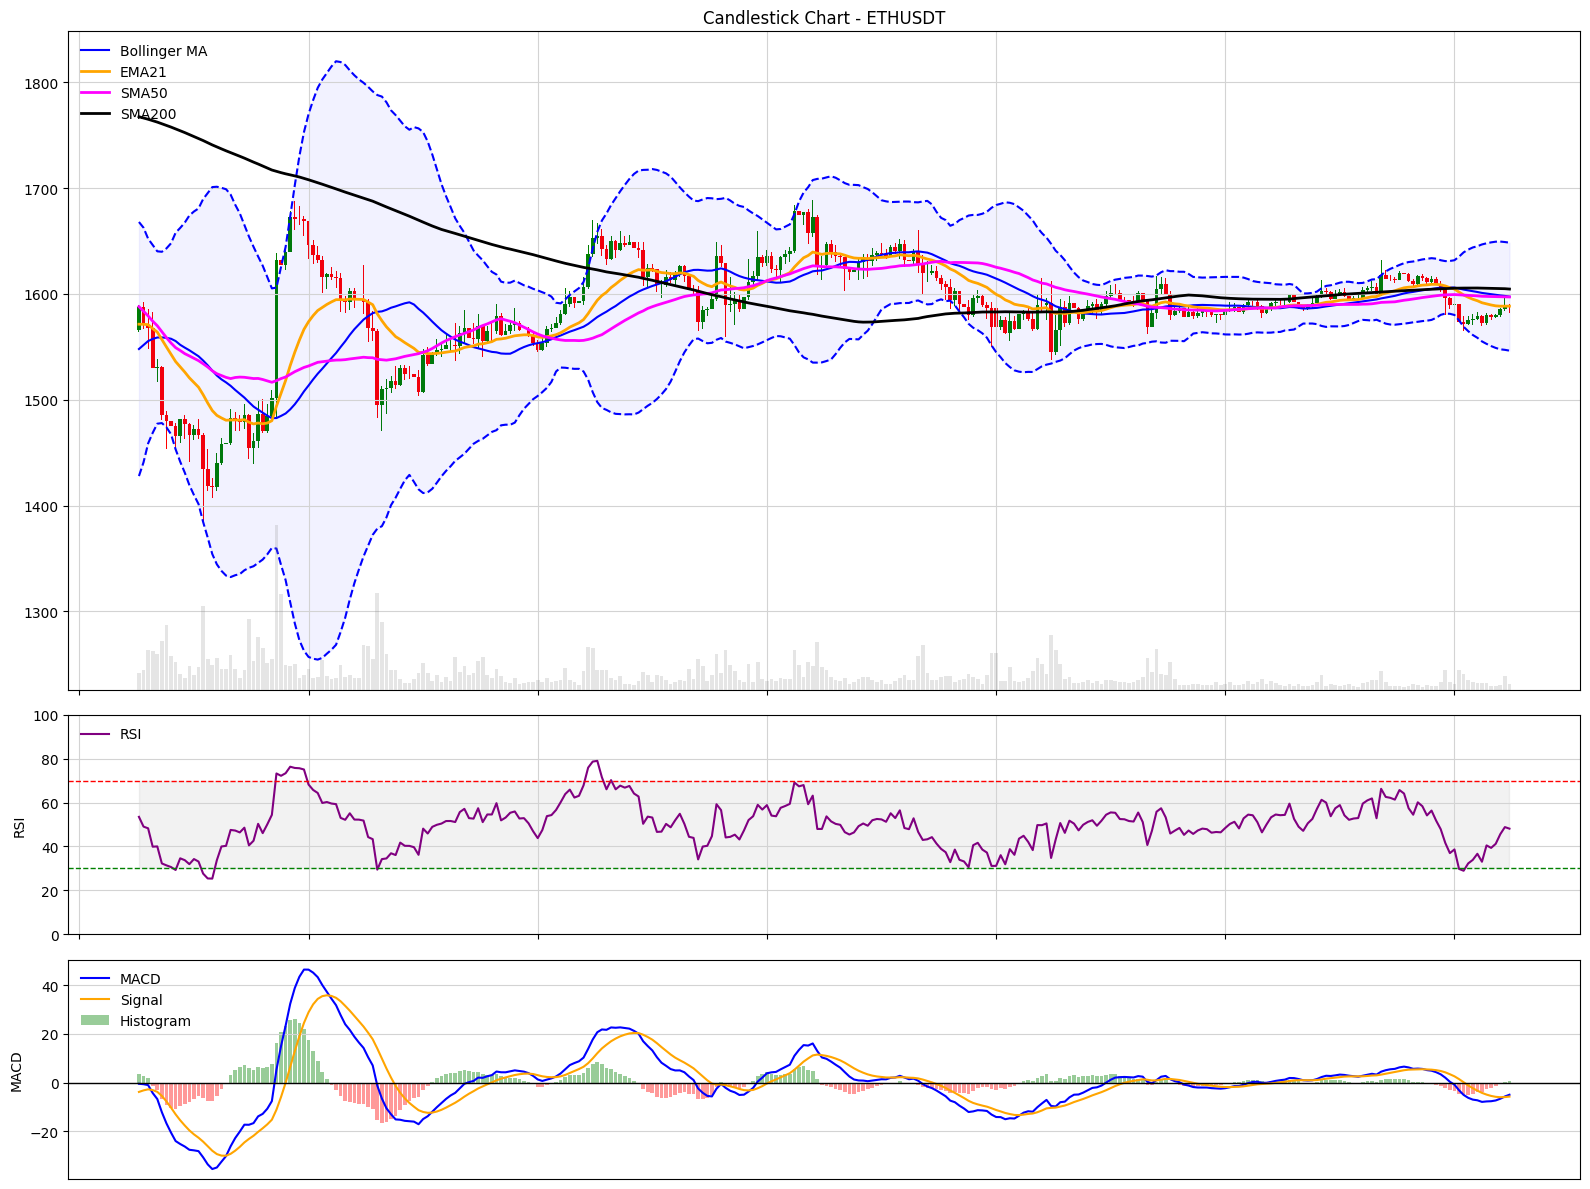 Candlestick Chart - ETHUSDT
Bollinger MA
EMA21
SMA50
SMA200
1800
1700
1600
1500
1400
1300
RSI
100
80
60
40
20
0
RSI
MACD
Signal
Histogram
40
20
0
−20
MACD